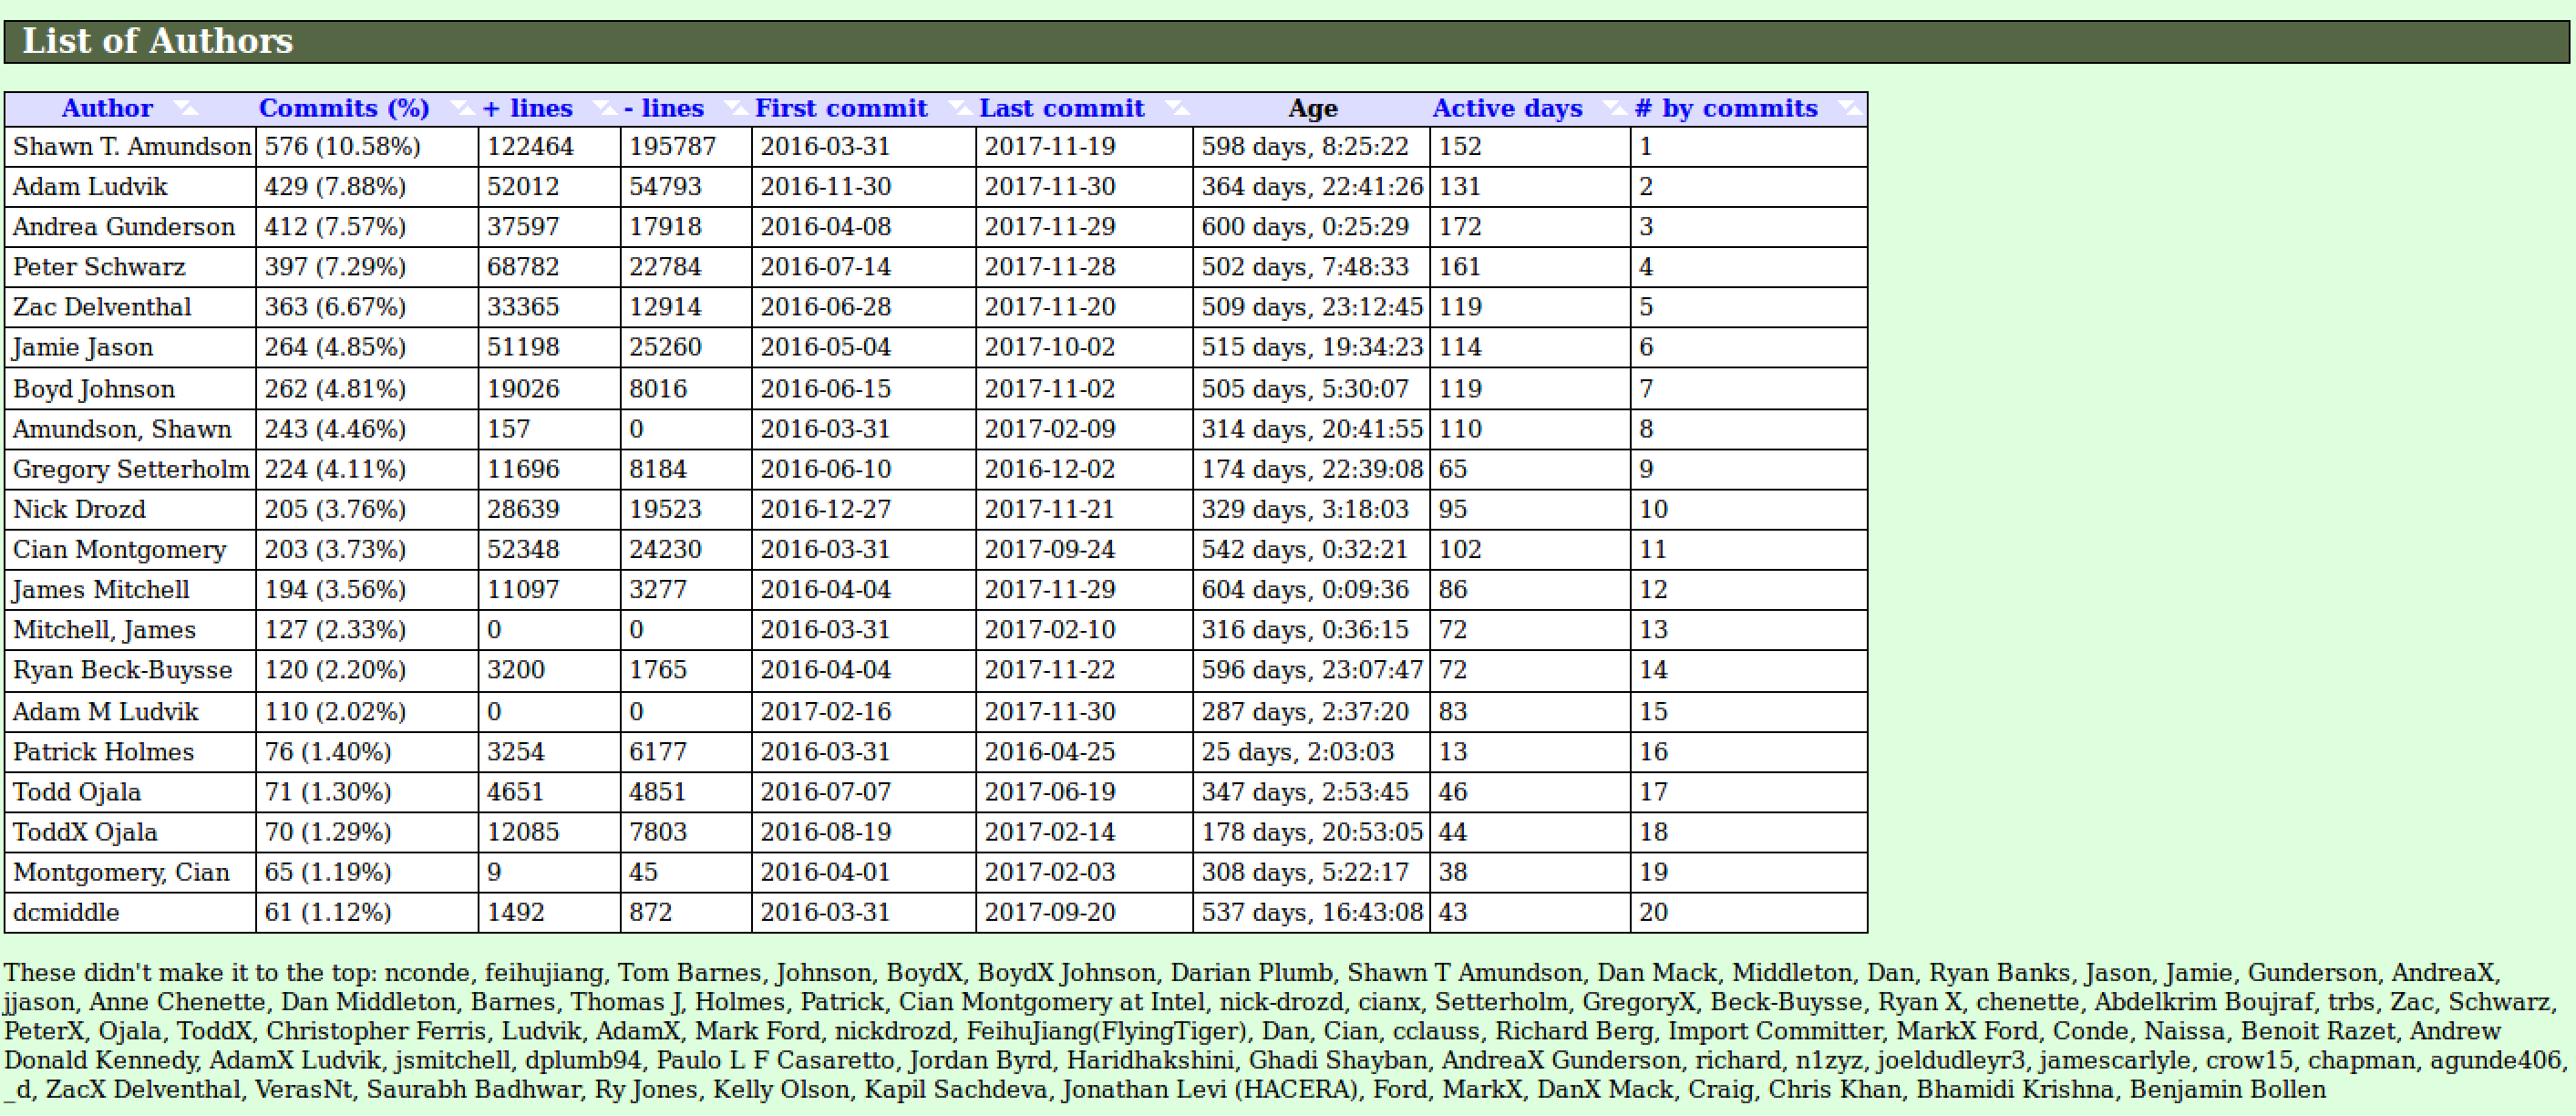 List of Authors
Author Commits (%) + lines - lines First commit Last commit Age Active days # by commits
Shawn T. Amundson 576 (10.58%) 122464 195787 2016-03-31 2017-11-19 598 days, 8:25:22 152 1
Adam Ludvik 429 (7.88%) 52012 54793 2016-11-30 2017-11-30 364 days, 22:41:26 131 2
Andrea Gunderson 412 (7.57%) 37597 17918 2016-04-08 2017-11-29 600 days, 0:25:29 172 3
Peter Schwarz 397 (7.29%) 68782 22784 2016-07-14 2017-11-28 502 days, 7:48:33 161 4
Zac Delventhal 363 (6.67%) 33365 12914 2016-06-28 2017-11-20 509 days, 23:12:45 119 5
Jamie Jason 264 (4.85%) 51198 25260 2016-05-04 2017-10-02 515 days, 19:34:23 114 6
Boyd Johnson 262 (4.81%) 19026 8016 2016-06-15 2017-11-02 505 days, 5:30:07 119 7
Amundson, Shawn 243 (4.46%) 157 0 2016-03-31 2017-02-09 314 days, 20:41:55 110 8
Gregory Setterholm 224 (4.11%) 11696 8184 2016-06-10 2016-12-02 174 days, 22:39:08 65 9
Nick Drozd 205 (3.76%) 28639 19523 2016-12-27 2017-11-21 329 days, 3:18:03 95 10
Cian Montgomery 203 (3.73%) 52348 24230 2016-03-31 2017-09-24 542 days, 0:32:21 102 11
James Mitchell 194 (3.56%) 11097 3277 2016-04-04 2017-11-29 604 days, 0:09:36 86 12
Mitchell, James 127 (2.33%) 0 0 2016-03-31 2017-02-10 316 days, 0:36:15 72 13
Ryan Beck-Buysse 120 (2.20%) 3200 1765 2016-04-04 2017-11-22 596 days, 23:07:47 72 14
Adam M Ludvik 110 (2.02%) 0 0 2017-02-16 2017-11-30 287 days, 2:37:20 83 15
Patrick Holmes 76 (1.40%) 3254 6177 2016-03-31 2016-04-25 25 days, 2:03:03 13 16
Todd Ojala 71 (1.30%) 4651 4851 2016-07-07 2017-06-19 347 days, 2:53:45 46 17
ToddX Ojala 70 (1.29%) 12085 7803 2016-08-19 2017-02-14 178 days, 20:53:05 44 18
Montgomery, Cian 65 (1.19%) 9 45 2016-04-01 2017-02-03 308 days, 5:22:17 38 19
dcmiddle 61 (1.12%) 1492 872 2016-03-31 2017-09-20 537 days, 16:43:08 43 20
These didn't make it to the top: nconde, feihujiang, Tom Barnes, Johnson, BoydX, BoydX Johnson, Darian Plumb, Shawn T Amundson, Dan Mack, Middleton, Dan, Ryan Banks, Jason, Jamie, Gunderson, AndreaX,
jjason, Anne Chenette, Dan Middleton, Barnes, Thomas J, Holmes, Patrick, Cian Montgomery at Intel, nick-drozd, cianx, Setterholm, GregoryX, Beck-Buysse, Ryan X, chenette, Abdelkrim Boujraf, trbs, Zac, Schwarz,
PeterX, Ojala, ToddX, Christopher Ferris, Ludvik, AdamX, Mark Ford, nickdrozd, FeihuJiang(FlyingTiger), Dan, Cian, cclauss, Richard Berg, Import Committer, MarkX Ford, Conde, Naissa, Benoit Razet, Andrew
Donald Kennedy, AdamX Ludvik, jsmitchell, dplumb94, Paulo L F Casaretto, Jordan Byrd, Haridhakshini, Ghadi Shayban, AndreaX Gunderson, richard, n1zyz, joeldudleyr3, jamescarlyle, crow15, chapman, agunde406,
_d, ZacX Delventhal, VerasNt, Saurabh Badhwar, Ry Jones, Kelly Olson, Kapil Sachdeva, Jonathan Levi (HACERA), Ford, MarkX, DanX Mack, Craig, Chris Khan, Bhamidi Krishna, Benjamin Bollen